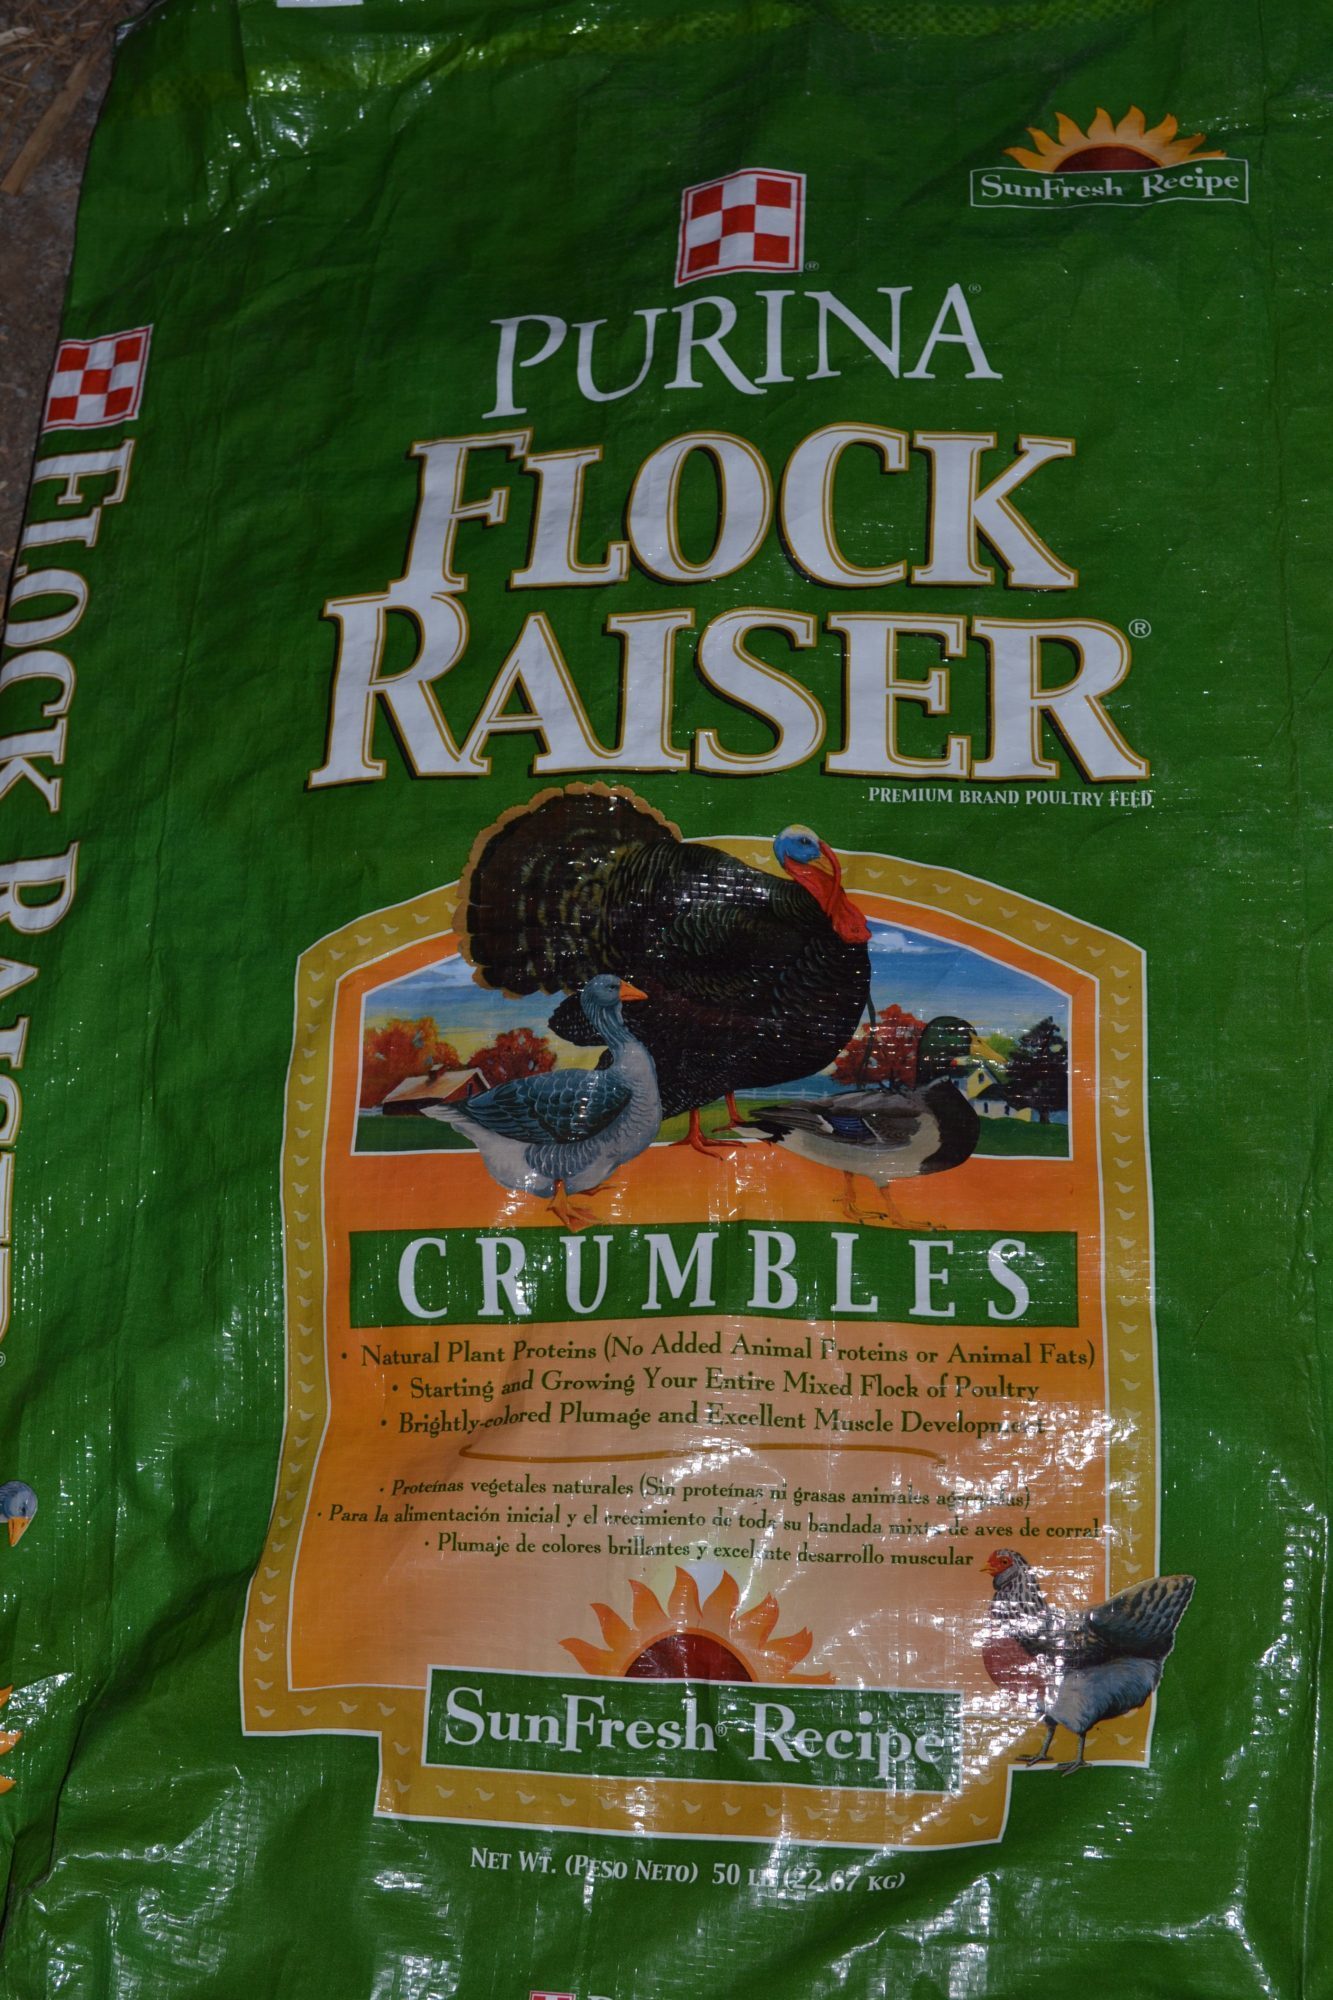 SunFresh Recipe
PURINA®
FLOCK
RAISER®
PREMIUM BRAND POULTRY FEED
FLOCK RAISER
CRUMBLES
• Natural Plant Proteins (No Added Animal Proteins or Animal Fats)
• Starting and Growing Your Entire Mixed Flock of Poultry
• Brightly-colored Plumage and Excellent Muscle Development
• Proteínas vegetales naturales (Sin proteínas ni grasas animales agregadas)
• Para la alimentación inicial y el crecimiento de toda su bandada mixta de aves de corral
• Plumaje de colores brillantes y excelente desarrollo muscular
SunFresh® Recipe
NET WT. (PESO NETO) 50 LB (22.67 KG)